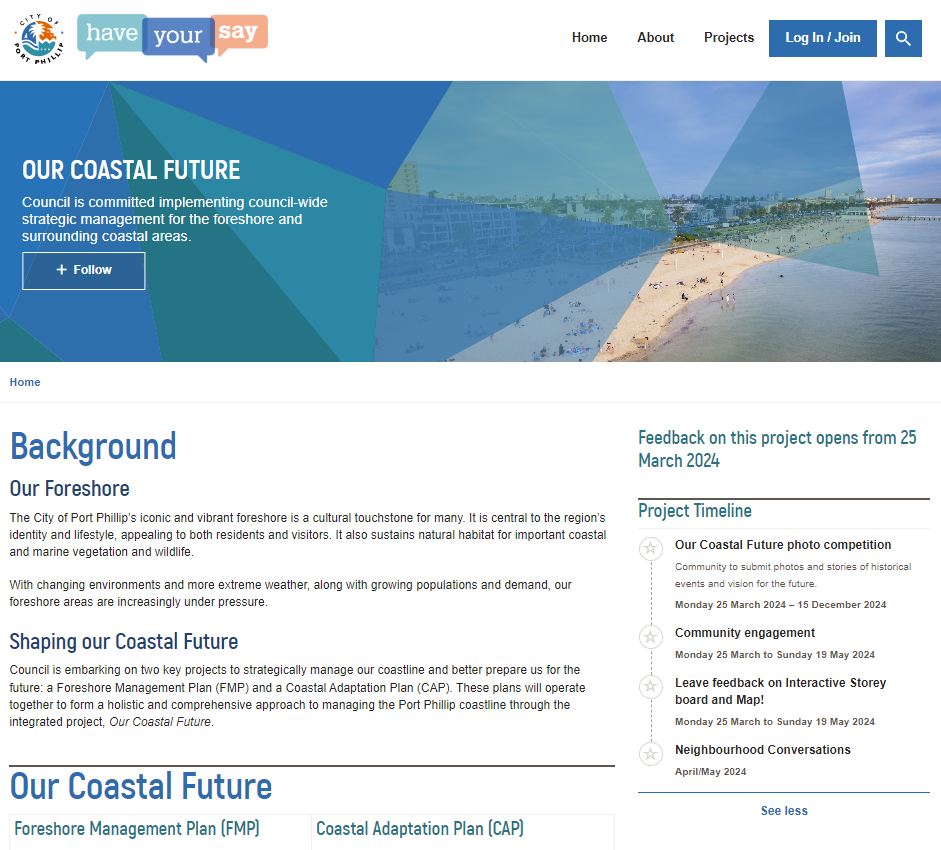 CITY OF
PORT PHILLIP
have your say
Home
About
Projects
Log In / Join
OUR COASTAL FUTURE
Council is committed implementing council-wide
strategic management for the foreshore and
surrounding coastal areas.
+ Follow
Home
Background
Our Foreshore
The City of Port Phillip's iconic and vibrant foreshore is a cultural touchstone for many. It is central to the region's
identity and lifestyle, appealing to both residents and visitors. It also sustains natural habitat for important coastal
and marine vegetation and wildlife.
With changing environments and more extreme weather, along with growing populations and demand, our
foreshore areas are increasingly under pressure.
Shaping our Coastal Future
Council is embarking on two key projects to strategically manage our coastline and better prepare us for the
future: a Foreshore Management Plan (FMP) and a Coastal Adaptation Plan (CAP). These plans will operate
together to form a holistic and comprehensive approach to managing the Port Phillip coastline through the
integrated project, Our Coastal Future.
Our Coastal Future
Foreshore Management Plan (FMP)
Coastal Adaptation Plan (CAP)
Feedback on this project opens from 25
March 2024
Project Timeline
Our Coastal Future photo competition
Community to submit photos and stories of historical
events and vision for the future.
Monday 25 March 2024 – 15 December 2024
Community engagement
Monday 25 March to Sunday 19 May 2024
Leave feedback on Interactive Storey
board and Map!
Monday 25 March to Sunday 19 May 2024
Neighbourhood Conversations
April/May 2024
See less